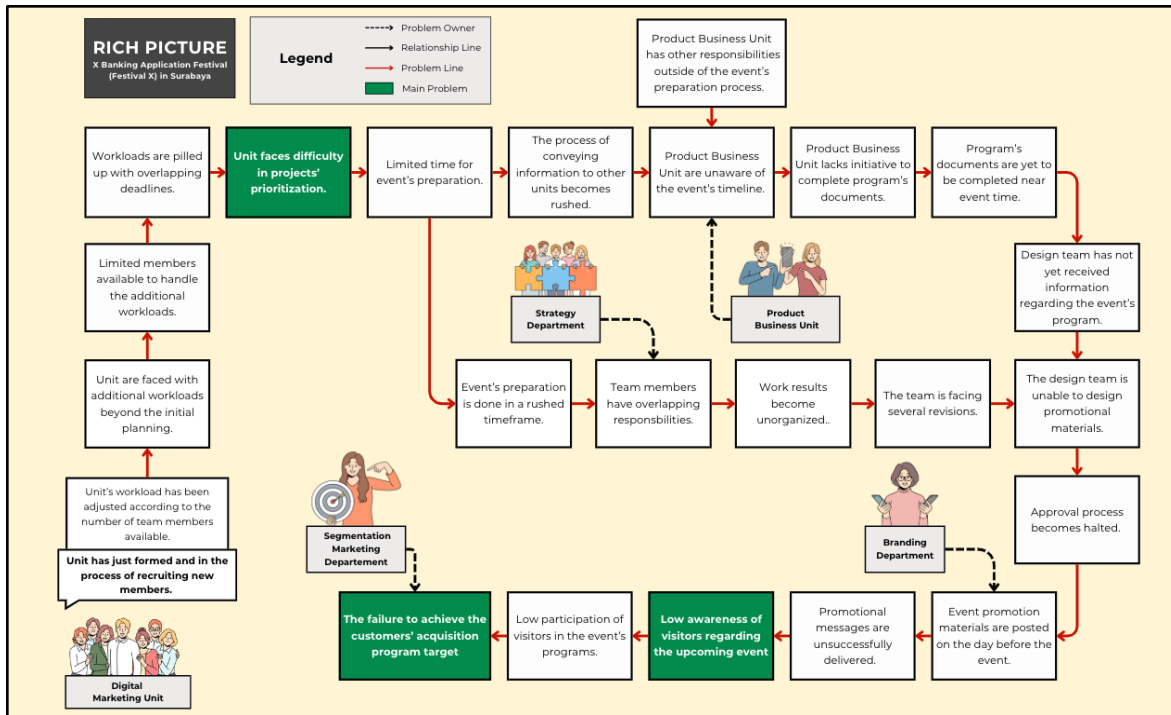 RICH PICTURE
X Banking Application Festival
(Festival X) in Surabaya
Legend
Problem Owner
Relationship Line
Problem Line
Main Problem
Product Business Unit
has other responsibilities
outside of the event's
preparation process.
Workloads are pilled
up with overlapping
deadlines.
Unit faces difficulty
in projects'
prioritization.
Limited time for
event's preparation.
The process of
conveying
information to other
units becomes
rushed.
Product Business
Unit are unaware of
the event's timeline.
Product Business
Unit lacks initiative to
complete program's
documents.
Program's
documents are yet to
be completed near
event time.
Limited members
available to handle
the additional
workloads.
Strategy
Department
Product
Business Unit
Design team has not
yet received
information
regarding the event's
program.
Unit are faced with
additional workloads
beyond the initial
planning.
Event's preparation
is done in a rushed
timeframe.
Team members
have overlapping
responsbilities.
Work results
become
unorganized..
The team is facing
several revisions.
The design team is
unable to design
promotional
materials.
Unit's workload has been
adjusted according to the
number of team members
available.
Unit has just formed and in the
process of recruiting new
members.
Digital
Marketing Unit
Segmentation
Marketing
Departement
Branding
Department
Approval process
becomes halted.
The failure to achieve the
customers' acquisition
program target
Low participation of
visitors in the event's
programs.
Low awareness of
visitors regarding
the upcoming event
Promotional
messages are
unsuccessfully
delivered.
Event promotion
materials are posted
on the day before the
event.